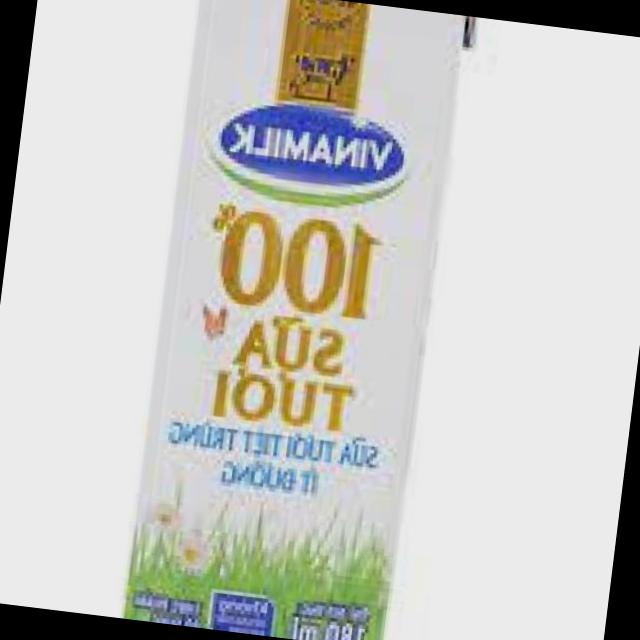 VINAMILK
100%
SỮA
TƯƠI
SỮA TƯƠI TIỆT TRÙNG
ÍT ĐƯỜNG
180 ml